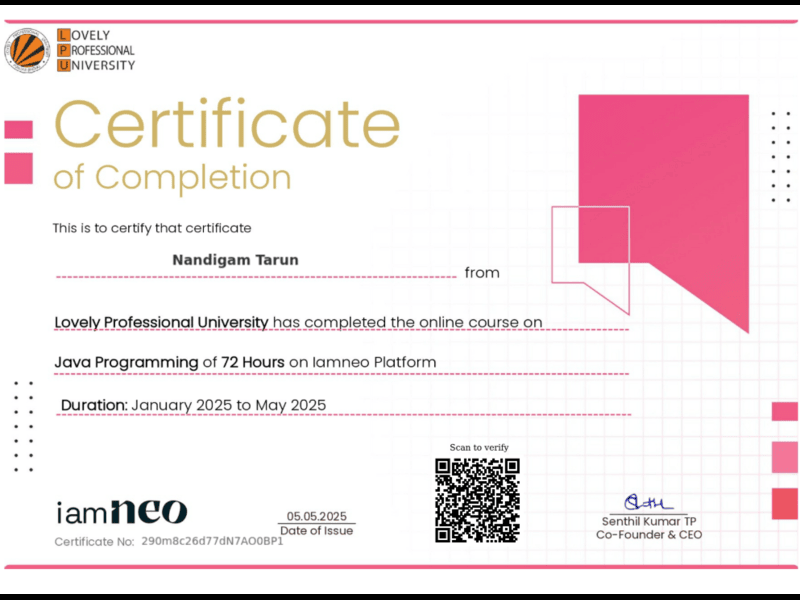 LOVELY
PROFESSIONAL
UNIVERSITY
Certificate
of Completion
This is to certify that certificate
Nandigam Tarun
from
Lovely Professional University has completed the online course on
Java Programming of 72 Hours on Iamneo Platform
Duration: January 2025 to May 2025
Scan to verify
iamneo
05.05.2025
Date of Issue
Certificate No: 290m8c26d77dN7AO0BP1
Senthil Kumar TP
Co-Founder & CEO